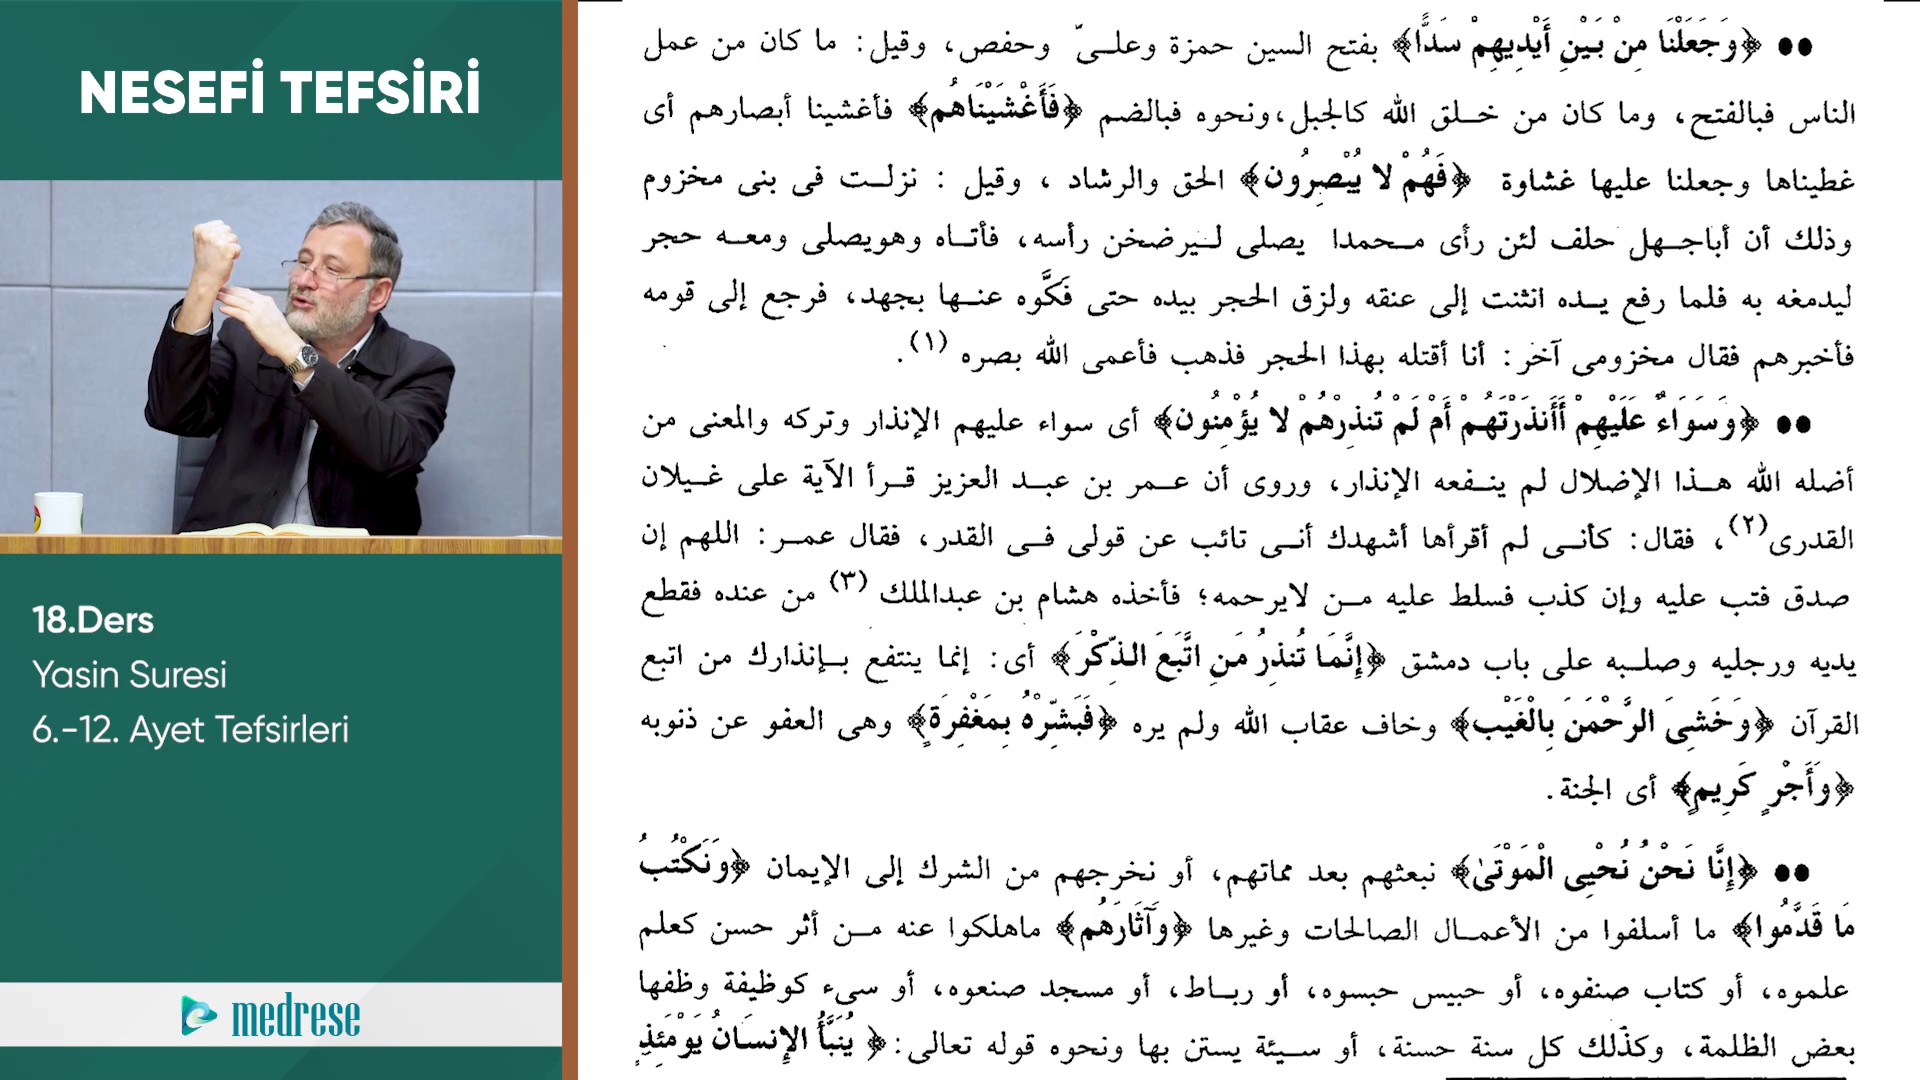 NESEFİ TEFSİRİ
18.Ders
Yasin Suresi
6.-12. Ayet Tefsirleri
medrese
●● ﴿وَجَعَلْنَا مِنْ بَيْنِ أَيْدِيهِمْ سَدًّا﴾ بفتح السين حمزة وعلىّ وحفص، وقيل: ما كان من عمل
الناس فبالفتح، وما كان من خلق الله كالجبل،ونحوه فبالضم ﴿فَأَغْشَيْنَاهُم﴾ فأغشينا أبصارهم أى
غطيناها وجعلنا عليها غشاوة ﴿فَهُمْ لا يُبْصِرُون﴾ الحق والرشاد ، وقيل : نزلت فى بنى مخزوم
وذلك أن أباجهل حلف لئن رأى محمدا يصلى ليرضخن رأسه، فأتاه وهويصلى ومعه حجر
ليدمغه به فلما رفع يده انثنت إلى عنقه ولزق الحجر بيده حتى فَكَّوه عنها بجهد، فرجع إلى قومه
فأخبرهم فقال مخزومى آخر: أنا أقتله بهذا الحجر فذهب فأعمى الله بصره (١).
●● ﴿وَسَوَاءٌ عَلَيْهِمْ أَأَنذَرْتَهُمْ أَمْ لَمْ تُنذِرْهُمْ لا يُؤْمِنُون﴾ أى سواء عليهم الإنذار وتركه والمعنى من
أضله الله هذا الإضلال لم ينفعه الإنذار، وروى أن عمر بن عبد العزيز قرأ الآية على غيلان
القدرى(٢)، فقال: كأنى لم أقرأها أشهدك أنى تائب عن قولى فى القدر، فقال عمر: اللهم إن
صدق فتب عليه وإن كذب فسلط عليه من لايرحمه؛ فأخذه هشام بن عبدالملك (٣) من عنده فقطع
يديه ورجليه وصلبه على باب دمشق ﴿إِنَّمَا تُنذِرُ مَنِ اتَّبَعَ الذِّكْرَ﴾ أى: إنما ينتفع بإنذارك من اتبع
القرآن ﴿وَخَشِىَ الرَّحْمَنَ بِالْغَيْب﴾ وخاف عقاب الله ولم يره ﴿فَبَشِّرْهُ بِمَغْفِرَةٍ﴾ وهى العفو عن ذنوبه
﴿وَأَجْرٍ كَرِيمٍ﴾ أى الجنة.
●● ﴿إِنَّا نَحْنُ نُحْيِى الْمَوْتَىٰ﴾ نبعثهم بعد مماتهم، أو نخرجهم من الشرك إلى الإيمان ﴿وَنَكْتُبُ
مَا قَدَّمُوا﴾ ما أسلفوا من الأعمال الصالحات وغيرها ﴿وَآثَارَهُم﴾ ماهلكوا عنه من أثر حسن كعلم
علموه، أو كتاب صنفوه، أو حبيس حبسوه، أو رباط، أو مسجد صنعوه، أو سىء كوظيفة وظفها
بعض الظلمة، وكذلك كل سنة حسنة، أو سيئة يستن بها ونحوه قوله تعالى: ﴿يُنَبَّأُ الإِنسَانُ يَوْمَئِذٍ